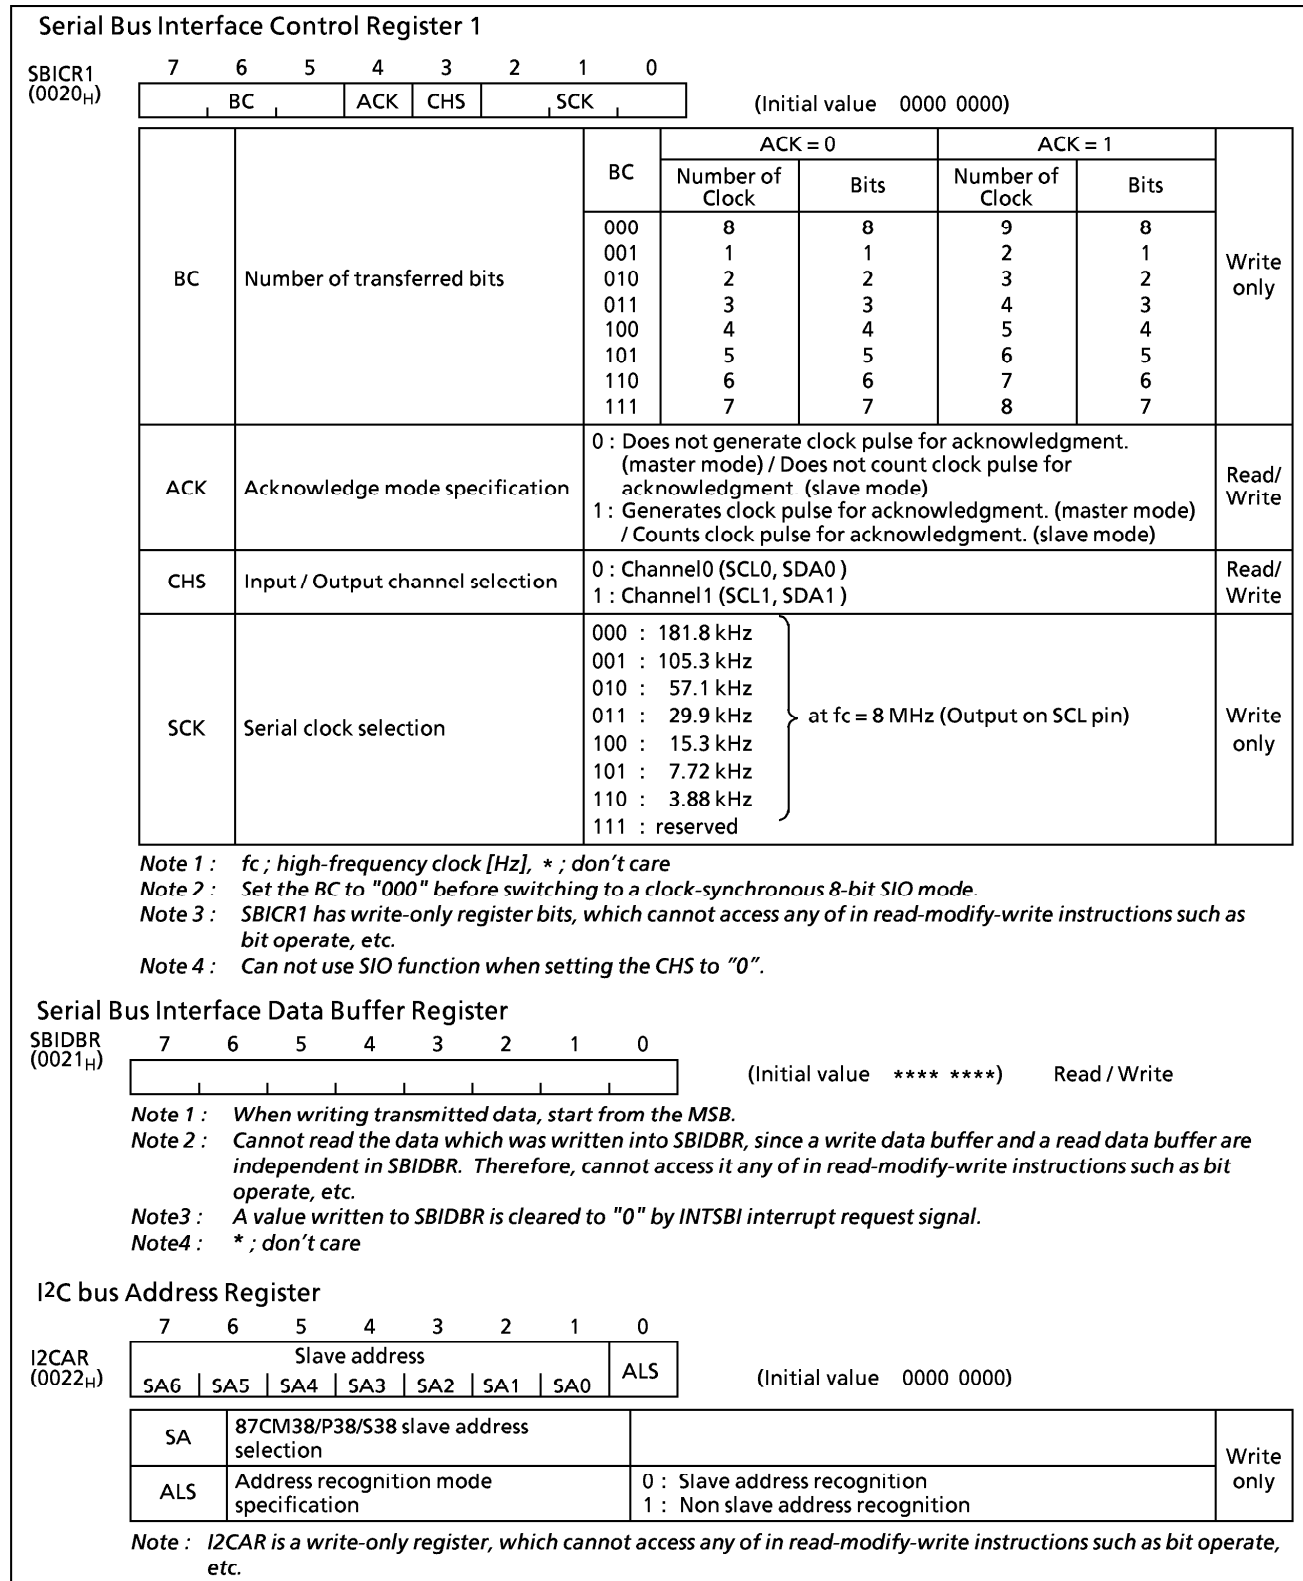 Serial Bus Interface Control Register 1
SBICR1
(0020H)
7 6 5 4 3 2 1 0
BC ACK CHS SCK
(Initial value 0000 0000)
BC
Number of transferred bits
BC ACK = 0 ACK = 1
Number of Clock Bits Number of Clock Bits
000 8 8 9 8
001 1 1 2 1
010 2 2 3 2
011 3 3 4 3
100 4 4 5 4
101 5 5 6 5
110 6 6 7 6
111 7 7 8 7
Write
only
ACK
Acknowledge mode specification
0 : Does not generate clock pulse for acknowledgment.
(master mode) / Does not count clock pulse for
acknowledgment. (slave mode)
1 : Generates clock pulse for acknowledgment. (master mode)
/ Counts clock pulse for acknowledgment. (slave mode)
Read/
Write
CHS
Input / Output channel selection
0 : Channel0 (SCL0, SDA0 )
1 : Channel1 (SCL1, SDA1 )
Read/
Write
SCK
Serial clock selection
000 : 181.8 kHz
001 : 105.3 kHz
010 : 57.1 kHz
011 : 29.9 kHz
100 : 15.3 kHz
101 : 7.72 kHz
110 : 3.88 kHz
111 : reserved
at fc = 8 MHz (Output on SCL pin)
Write
only
Note 1 : fc ; high-frequency clock [Hz], * ; don't care
Note 2 : Set the BC to "000" before switching to a clock-synchronous 8-bit SIO mode.
Note 3 : SBICR1 has write-only register bits, which cannot access any of in read-modify-write instructions such as
bit operate, etc.
Note 4 : Can not use SIO function when setting the CHS to "0".
Serial Bus Interface Data Buffer Register
SBIDBR
(0021H)
7 6 5 4 3 2 1 0
(Initial value **** ****) Read / Write
Note 1 : When writing transmitted data, start from the MSB.
Note 2 : Cannot read the data which was written into SBIDBR, since a write data buffer and a read data buffer are
independent in SBIDBR. Therefore, cannot access it any of in read-modify-write instructions such as bit
operate, etc.
Note3 : A value written to SBIDBR is cleared to "0" by INTSBI interrupt request signal.
Note4 : * ; don't care
I2C bus Address Register
7 6 5 4 3 2 1 0
I2CAR
(0022H)
Slave address
SA6 SA5 SA4 SA3 SA2 SA1 SA0 ALS
(Initial value 0000 0000)
SA
87CM38/P38/S38 slave address
selection
ALS
Address recognition mode
specification
0 : Slave address recognition
1 : Non slave address recognition
Write
only
Note : I2CAR is a write-only register, which cannot access any of in read-modify-write instructions such as bit operate,
etc.